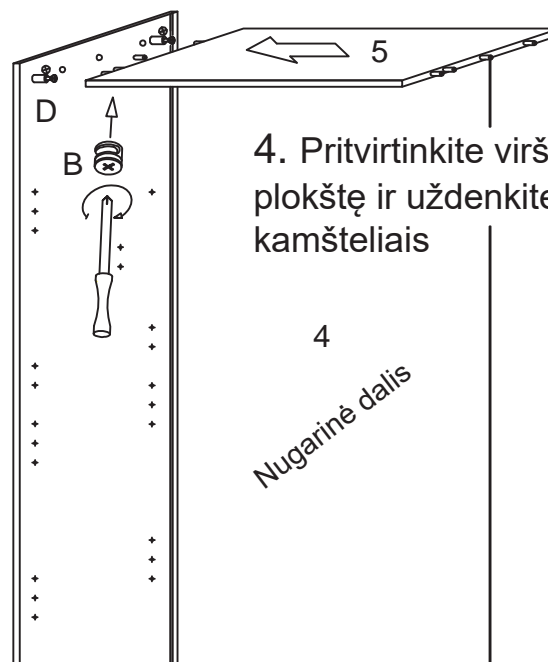 5
D
B
4. Pritvirtinkite virš
plokštę ir uždenkite
kamšteliais
4
Nugarinė dalis